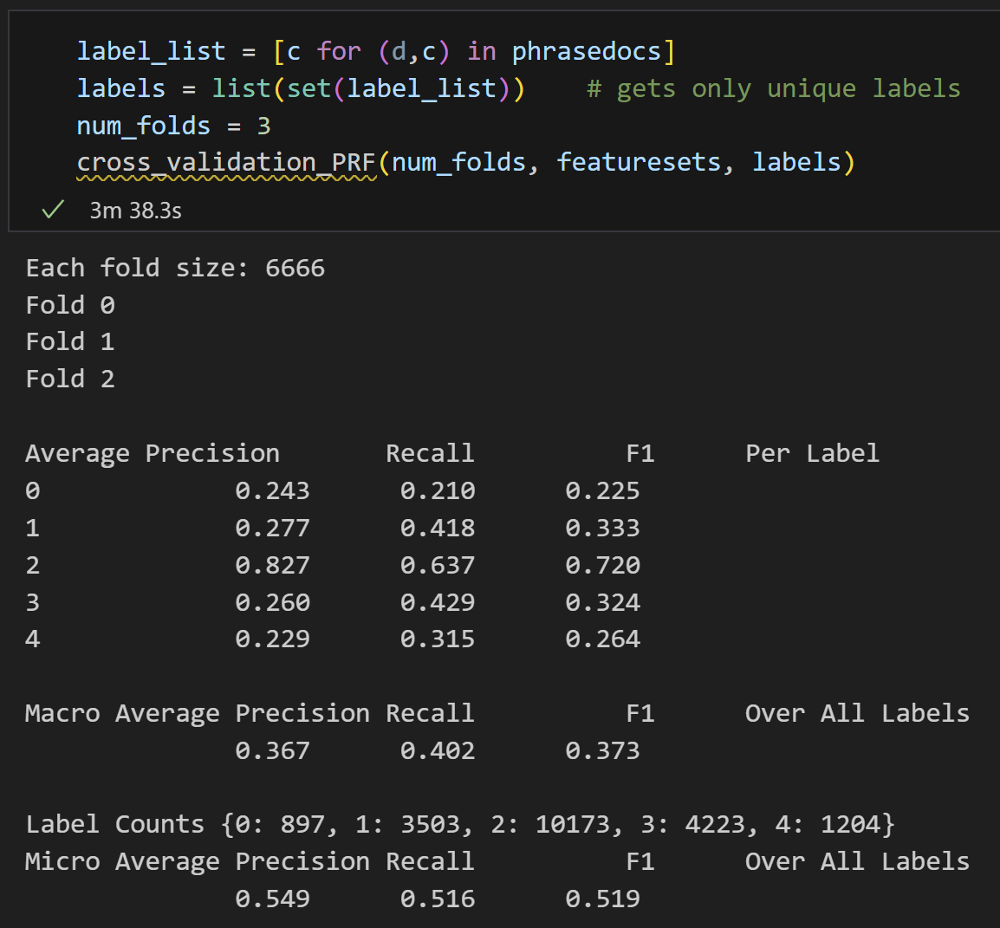 label_list = [c for (d,c) in phrasedocs]
labels = list(set(label_list))    # gets only unique labels
num_folds = 3
cross_validation_PRF(num_folds, featuresets, labels)
3m 38.3s
Each fold size: 6666
Fold 0
Fold 1
Fold 2
Average Precision       Recall          F1      Per Label
0             0.243      0.210      0.225
1             0.277      0.418      0.333
2             0.827      0.637      0.720
3             0.260      0.429      0.324
4             0.229      0.315      0.264
Macro Average Precision Recall          F1      Over All Labels
              0.367      0.402      0.373
Label Counts {0: 897, 1: 3503, 2: 10173, 3: 4223, 4: 1204}
Micro Average Precision Recall          F1      Over All Labels
              0.549      0.516      0.519